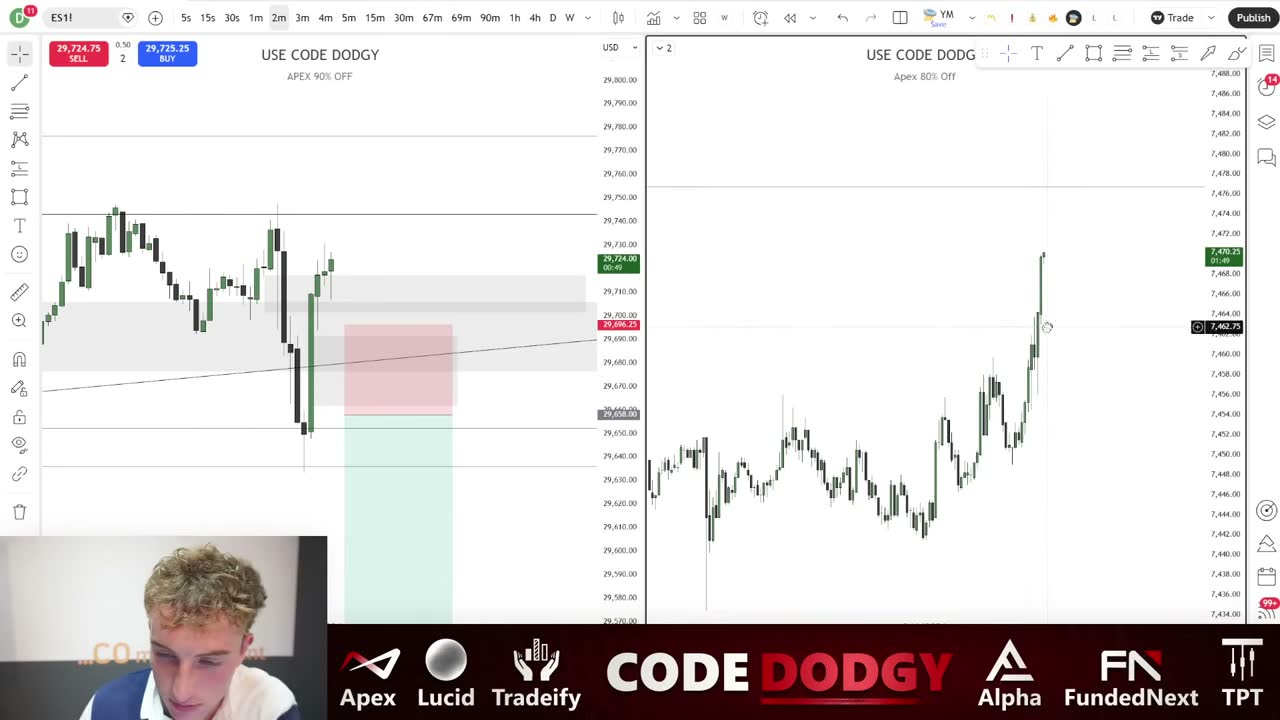 D
11
ES1!
5s 15s 30s 1m 2m 3m 4m 5m 15m 30m 67m 69m 90m 1h 4h D W
W
YM
Save
L L
Trade
Publish
29,724.75
SELL
0.50
2
29,725.25
BUY
USE CODE DODGY
APEX 90% OFF
USD
29,800.00
29,790.00
29,780.00
29,770.00
29,760.00
29,750.00
29,740.00
29,730.00
29,724.00
00:49
29,710.00
29,696.25
29,690.00
29,680.00
29,670.00
29,658.00
29,650.00
29,640.00
29,630.00
29,620.00
29,610.00
29,600.00
29,590.00
29,580.00
29,570.00
2
USE CODE DODG
Apex 80% Off
7,488.00
7,486.00
7,484.00
7,482.00
7,480.00
7,478.00
7,476.00
7,474.00
7,472.00
7,470.25
01:49
7,468.00
7,466.00
7,464.00
7,462.75
7,460.00
7,458.00
7,456.00
7,454.00
7,452.00
7,450.00
7,448.00
7,446.00
7,444.00
7,442.00
7,440.00
7,438.00
7,436.00
7,434.00
14
99+
Apex
Lucid
Tradeify
CODE DODGY
Alpha
FN
FundedNext
TPT